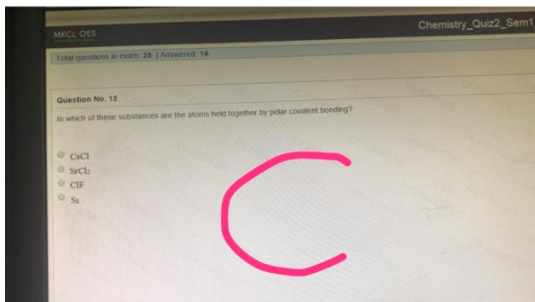 Chemistry_Quiz2_Sem1
MKCL OES
Total questions in exam: 25 | Answered: 14
Question No. 12
In which of these substances are the atoms held together by polar covalent bonding?
CsCl
SrCl₂
ClF
S₈